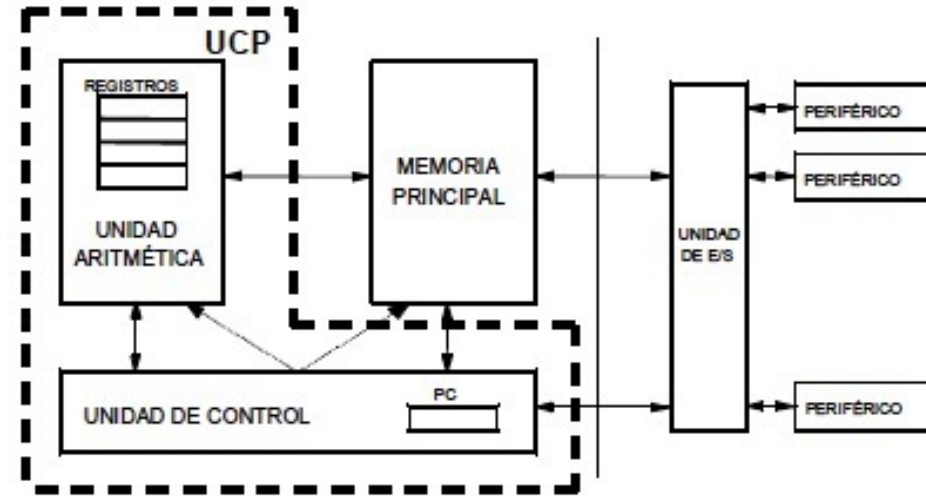 UCP
REGISTROS
UNIDAD
ARITMÉTICA
MEMORIA
PRINCIPAL
UNIDAD
DE E/S
PERIFÉRICO
PERIFÉRICO
PERIFÉRICO
UNIDAD DE CONTROL
PC